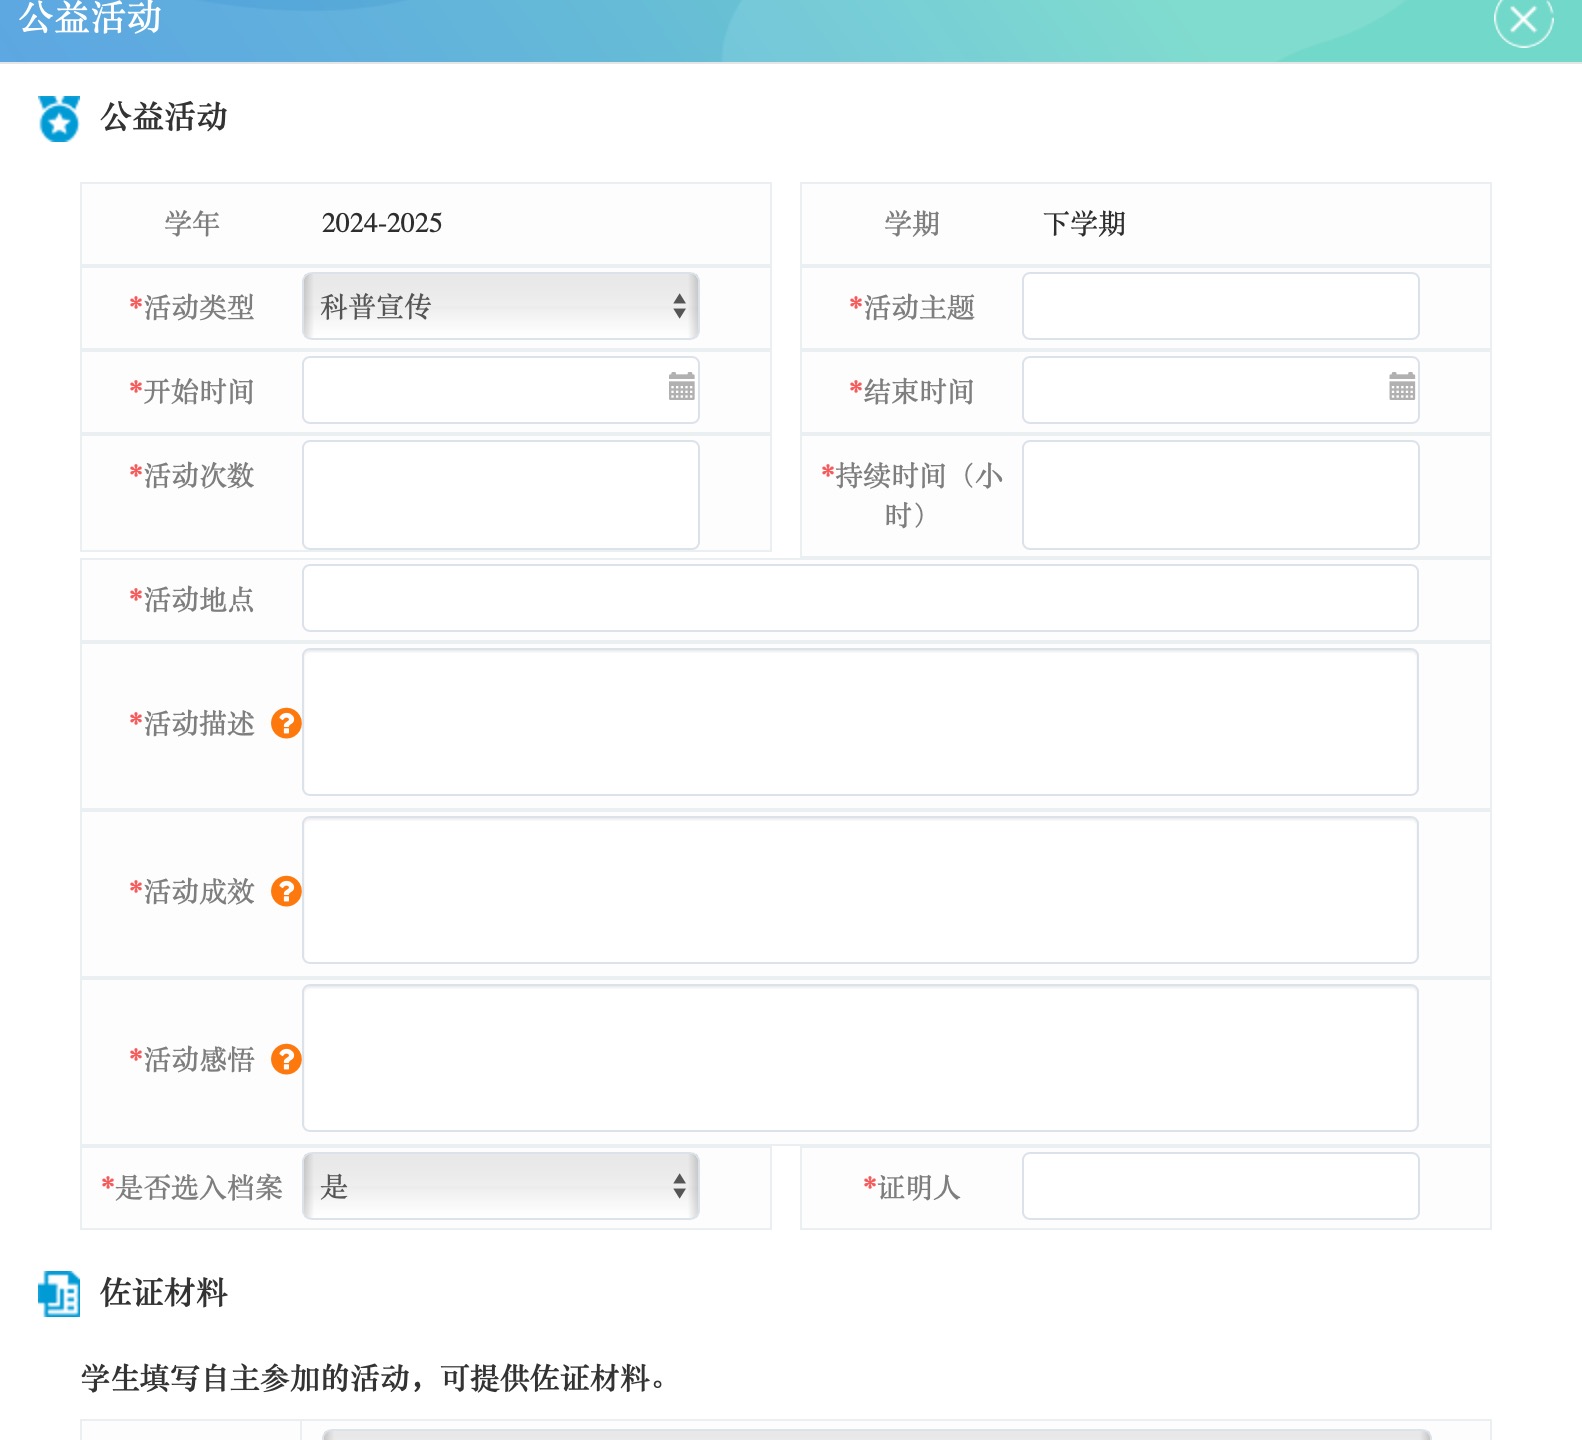 公益活动
公益活动
学年 2024-2025 学期 下学期
*活动类型 科普宣传 *活动主题
*开始时间 *结束时间
*活动次数 *持续时间（小
时）
*活动地点
*活动描述 ?
*活动成效 ?
*活动感悟 ?
*是否选入档案 是 *证明人
佐证材料
学生填写自主参加的活动，可提供佐证材料。